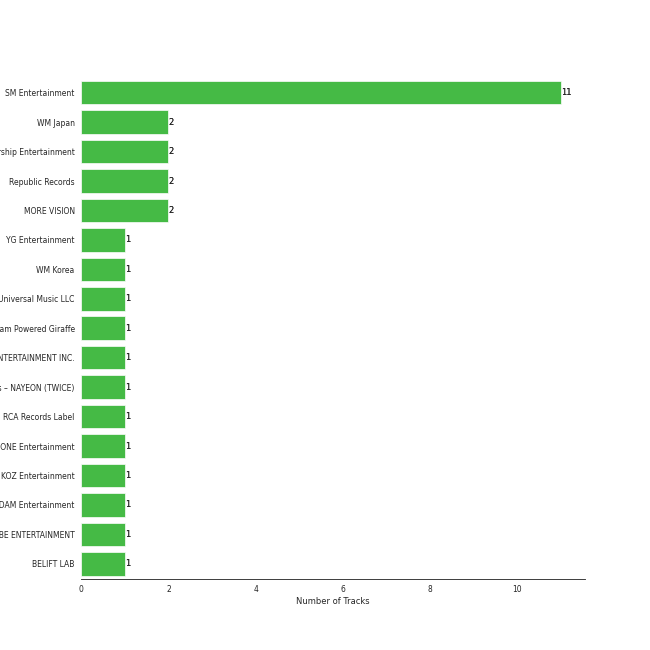 SM Entertainment 11
WM Japan 2
rship Entertainment 2
Republic Records 2
MORE VISION 2
YG Entertainment 1
WM Korea 1
Universal Music LLC 1
am Powered Giraffe 1
NTERTAINMENT INC. 1
s – NAYEON (TWICE) 1
RCA Records Label 1
ONE Entertainment 1
KOZ Entertainment 1
DAM Entertainment 1
BE ENTERTAINMENT 1
BELIFT LAB 1
0 2 4 6 8 10
Number of Tracks